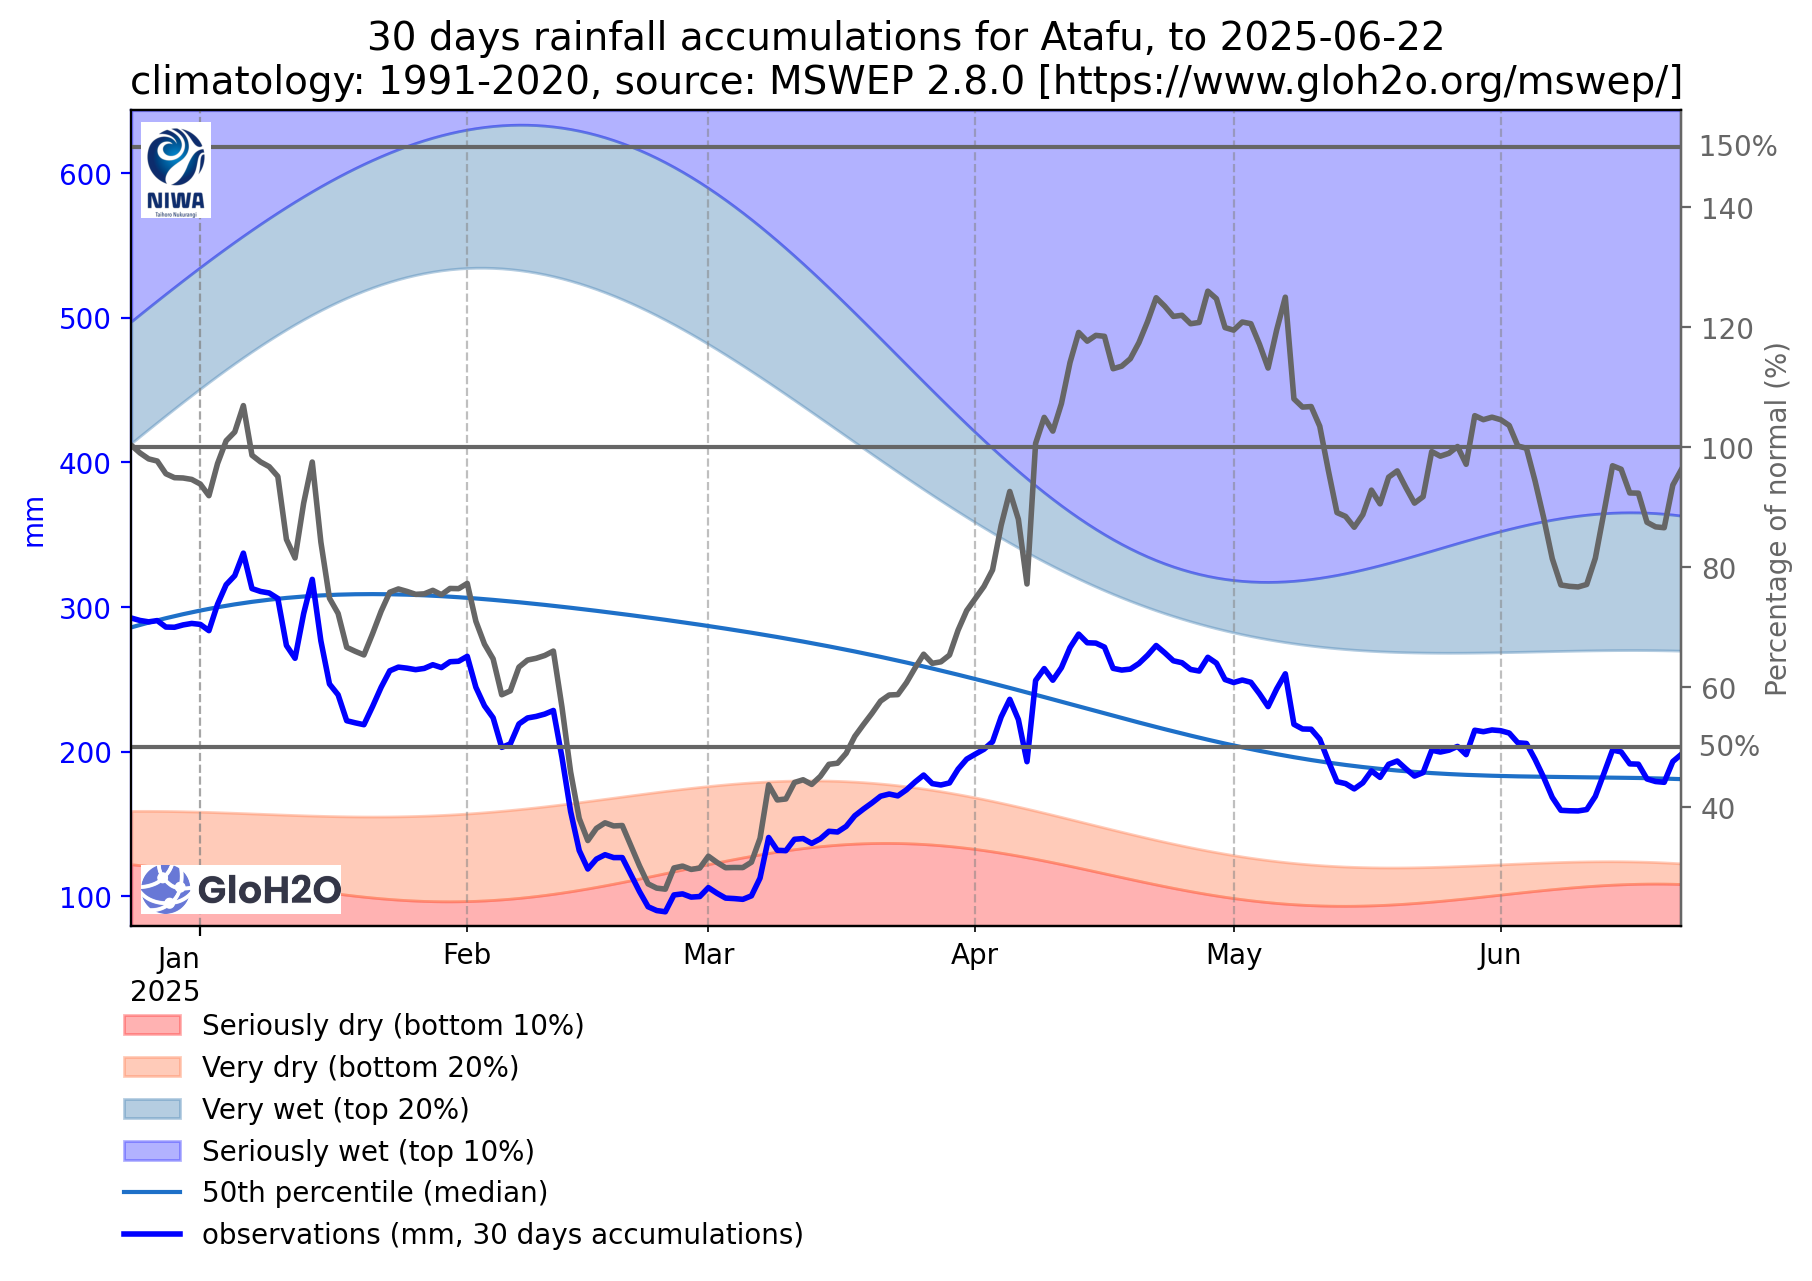 30 days rainfall accumulations for Atafu, to 2025-06-22
climatology: 1991-2020, source: MSWEP 2.8.0 [https://www.gloh2o.org/mswep/]
NIWA
Taihoro Nukurangi
600
500
400
300
200
100
mm
150%
140
120
100
80
60
50%
40
Percentage of normal (%)
GloH2O
Jan
2025
Feb
Mar
Apr
May
Jun
Seriously dry (bottom 10%)
Very dry (bottom 20%)
Very wet (top 20%)
Seriously wet (top 10%)
50th percentile (median)
observations (mm, 30 days accumulations)